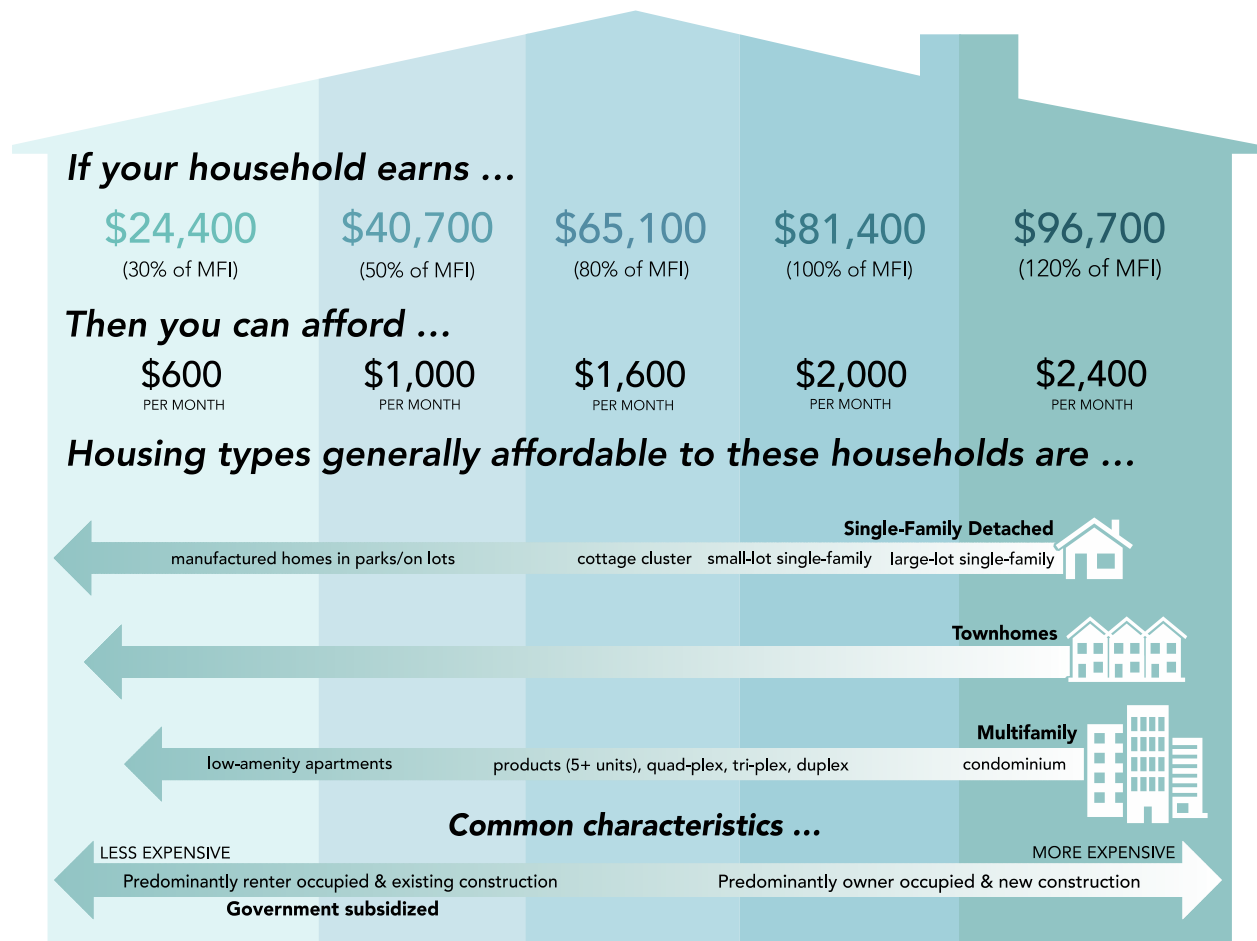 If your household earns ...
$24,400 $40,700 $65,100 $81,400 $96,700
(30% of MFI) (50% of MFI) (80% of MFI) (100% of MFI) (120% of MFI)
Then you can afford ...
$600 $1,000 $1,600 $2,000 $2,400
PER MONTH PER MONTH PER MONTH PER MONTH PER MONTH
Housing types generally affordable to these households are ...
Single-Family Detached
manufactured homes in parks/on lots cottage cluster small-lot single-family large-lot single-family
Townhomes
Multifamily
low-amenity apartments products (5+ units), quad-plex, tri-plex, duplex condominium
Common characteristics ...
LESS EXPENSIVE MORE EXPENSIVE
Predominantly renter occupied & existing construction Predominantly owner occupied & new construction
Government subsidized